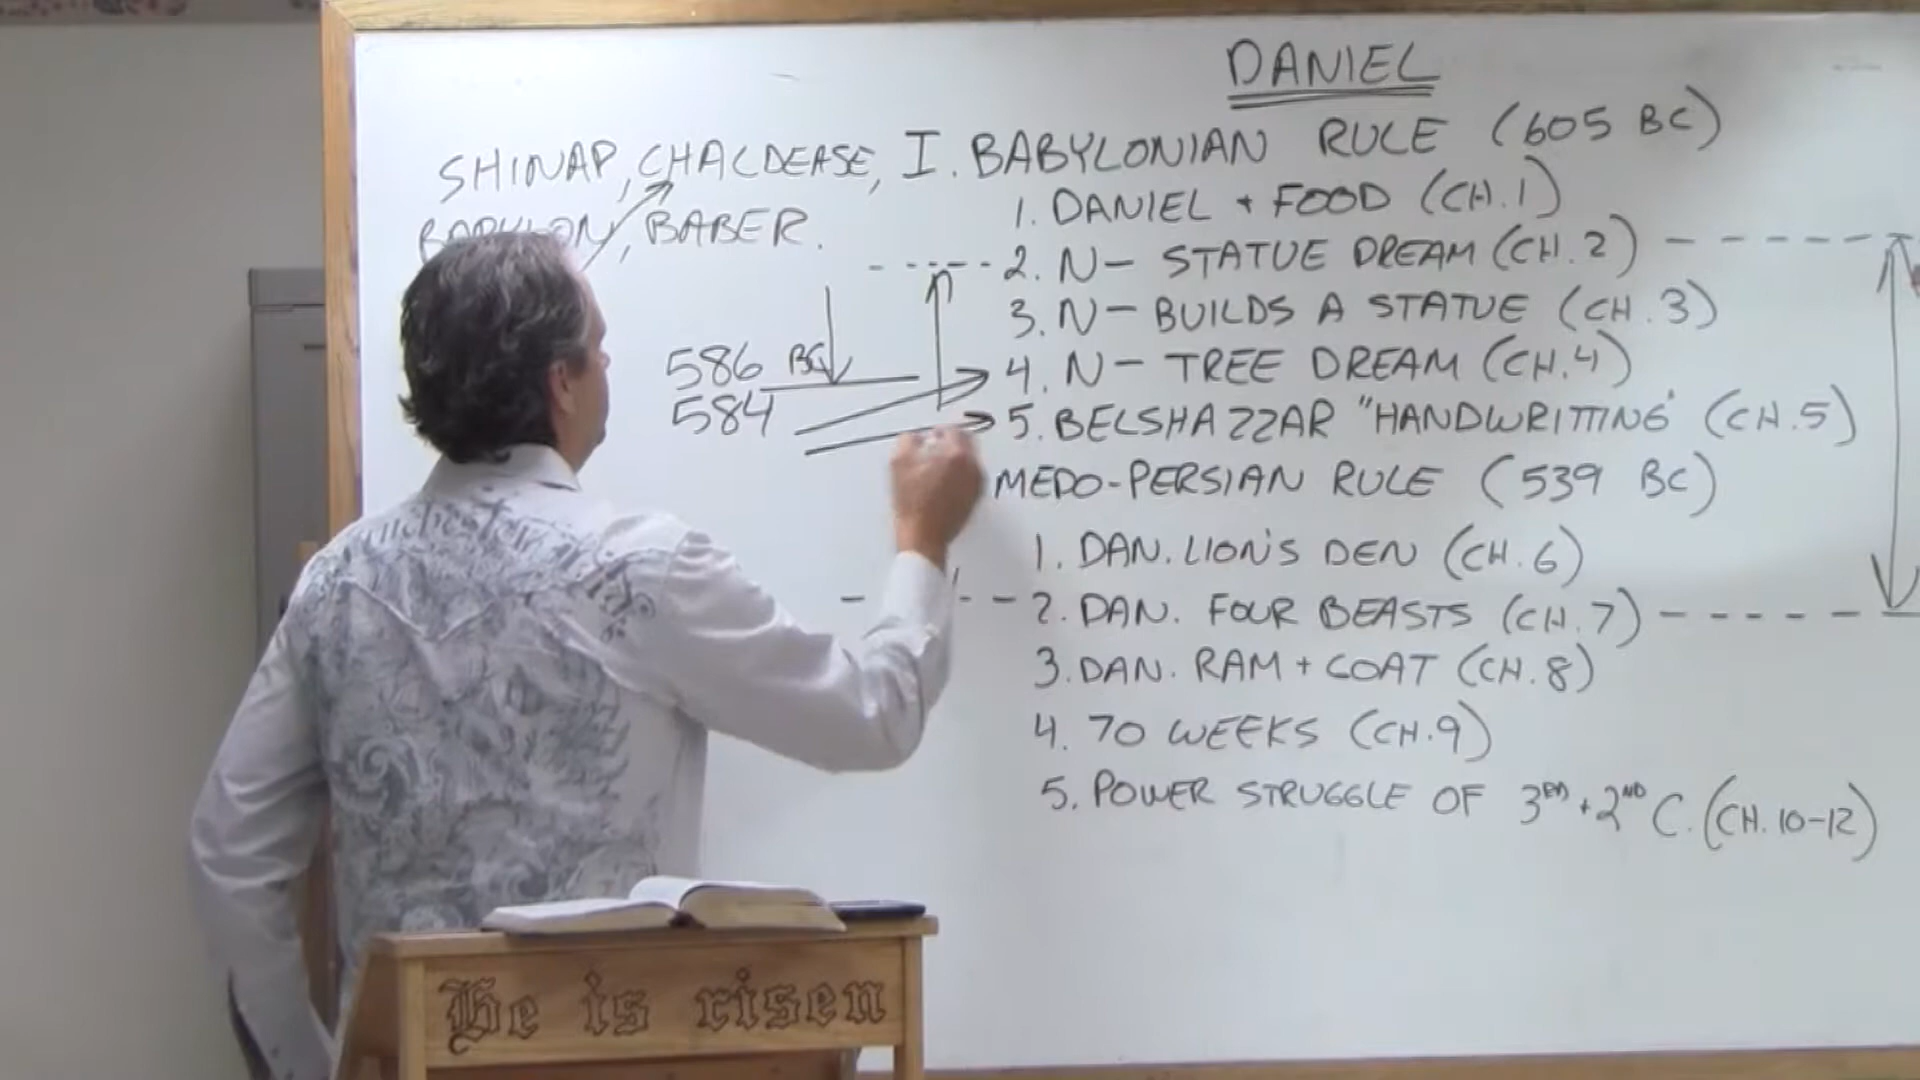 DANIEL
SHINAP, CHALDEASE,
BABYLON, BABER.
I. BABYLONIAN RULE (605 BC)
1. DANIEL + FOOD (CH. 1)
2. N- STATUE DREAM (CH. 2)
3. N- BUILDS A STATUE (CH. 3)
4. N- TREE DREAM (CH. 4)
5. BELSHAZZAR "HANDWRITTING" (CH. 5)
586 BC
584
MEDO-PERSIAN RULE (539 BC)
1. DAN. LION'S DEN (CH. 6)
2. DAN. FOUR BEASTS (CH. 7)
3. DAN. RAM + GOAT (CH. 8)
4. 70 WEEKS (CH. 9)
5. POWER STRUGGLE OF 3RD + 2ND C. (CH. 10-12)
He is risen